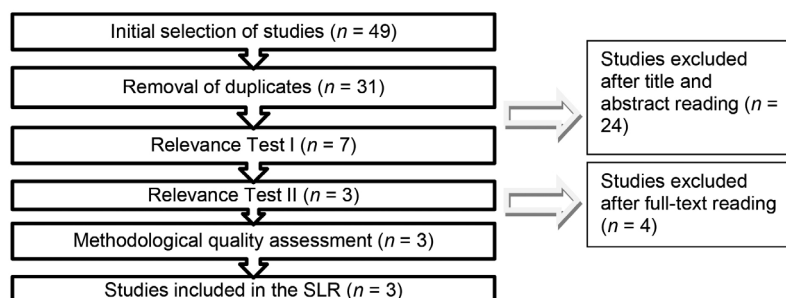 Initial selection of studies (n = 49)
Removal of duplicates (n = 31)
Studies excluded
after title and
abstract reading (n =
24)
Relevance Test I (n = 7)
Relevance Test II (n = 3)
Studies excluded
after full-text reading
(n = 4)
Methodological quality assessment (n = 3)
Studies included in the SLR (n = 3)